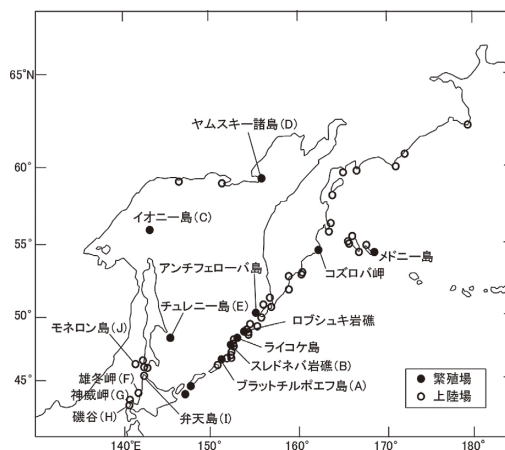 65°N
60°
55°
50°
45°
140°E
150°
160°
170°
180°
ヤムスキー諸島(D)
イオニー島(C)
アンチフェローバ島
チュレニー島(E)
モネロン島(J)
雄冬岬(F)
神威岬(G)
磯谷(H)
弁天島(I)
メドニー島
コズロバ岬
ロブシュキ岩礁
ライコケ島
スレドネバ岩礁(B)
ブラットチルポエフ島(A)
繁殖場
上陸場